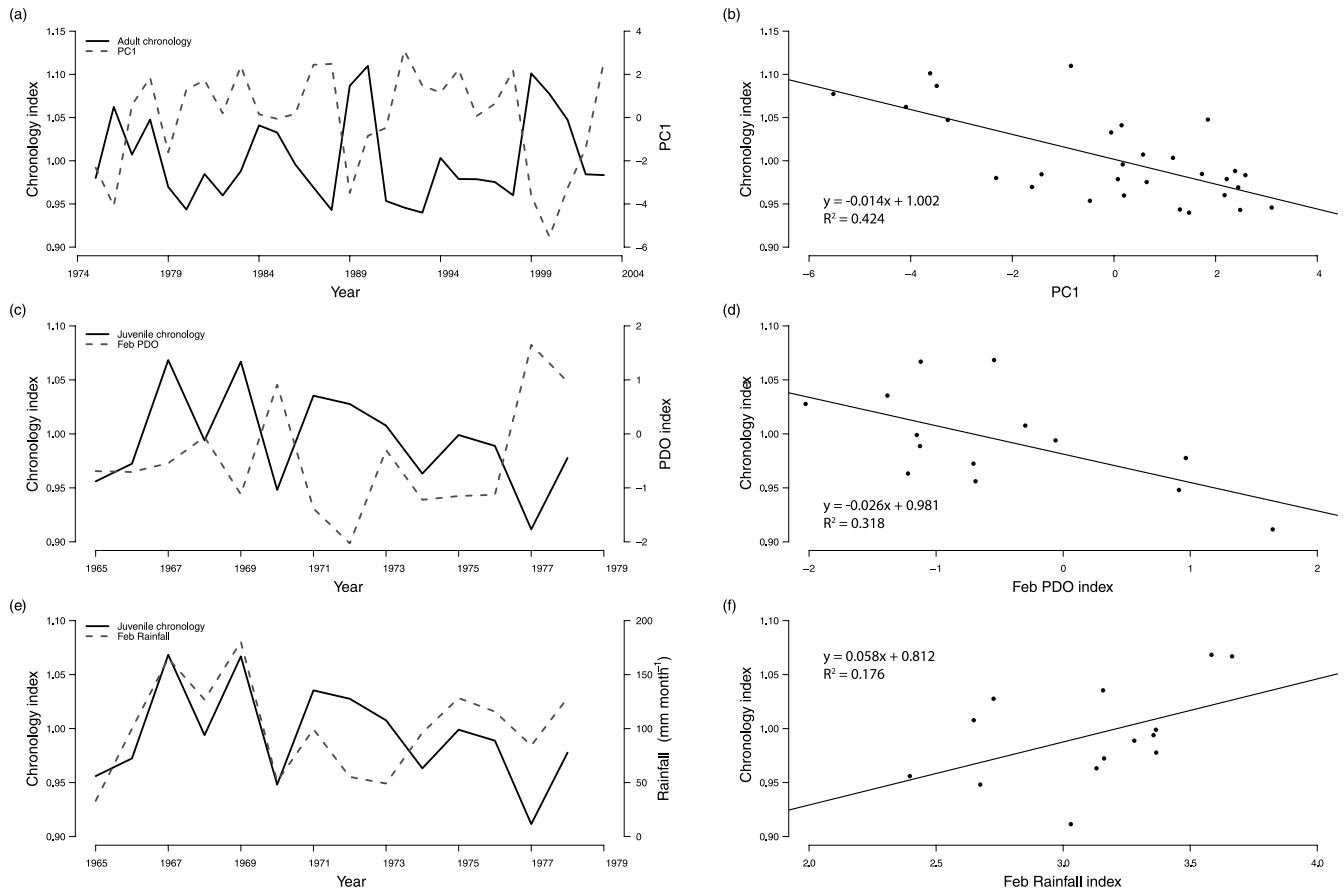 (a)
1.15
1.10
1.05
1.00
0.95
0.90
Chronology index
Adult chronology
PC1
4
2
0
−2
−4
−6
PC1
1974
1979
1984
1989
1994
1999
2004
Year
(b)
1.15
1.10
1.05
1.00
0.95
0.90
Chronology index
y = -0.014x + 1.002
R² = 0.424
−6
−4
−2
0
2
4
PC1
(c)
1.10
1.05
1.00
0.95
0.90
Chronology index
Juvenile chronology
Feb PDO
2
1
0
−1
−2
PDO index
1965
1967
1969
1971
1973
1975
1977
1979
Year
(d)
1.10
1.05
1.00
0.95
0.90
Chronology index
y = -0.026x + 0.981
R² = 0.318
−2
−1
0
1
2
Feb PDO index
(e)
1.10
1.05
1.00
0.95
0.90
Chronology index
Juvenile chronology
Feb Rainfall
200
150
100
50
0
Rainfall (mm month⁻¹)
1965
1967
1969
1971
1973
1975
1977
1979
Year
(f)
1.10
1.05
1.00
0.95
0.90
Chronology index
y = 0.058x + 0.812
R² = 0.176
2.0
2.5
3.0
3.5
4.0
Feb Rainfall index